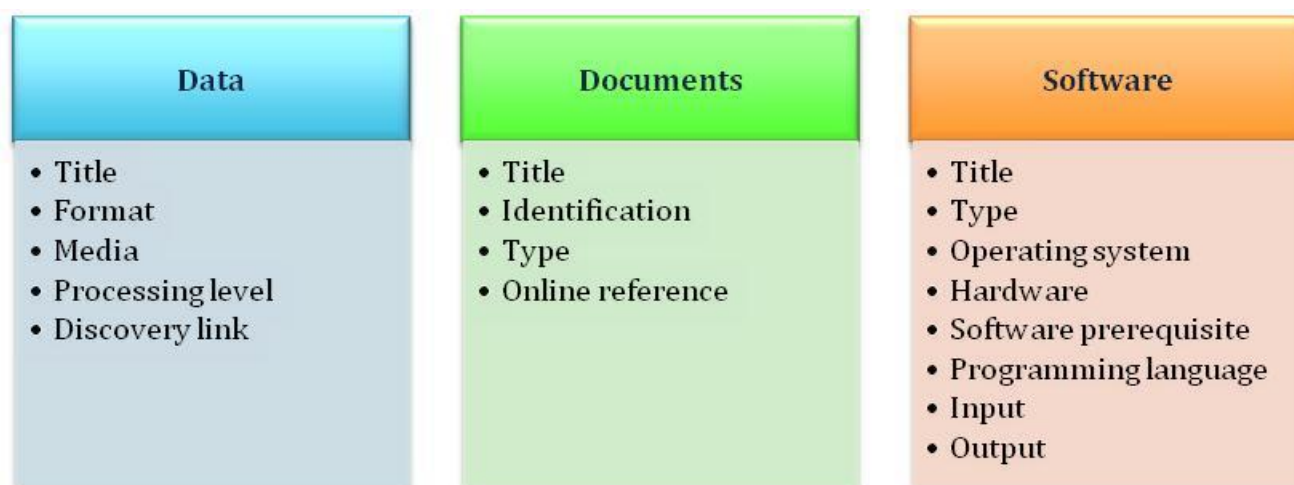 Data
• Title
• Format
• Media
• Processing level
• Discovery link
Documents
• Title
• Identification
• Type
• Online reference
Software
• Title
• Type
• Operating system
• Hardware
• Software prerequisite
• Programming language
• Input
• Output